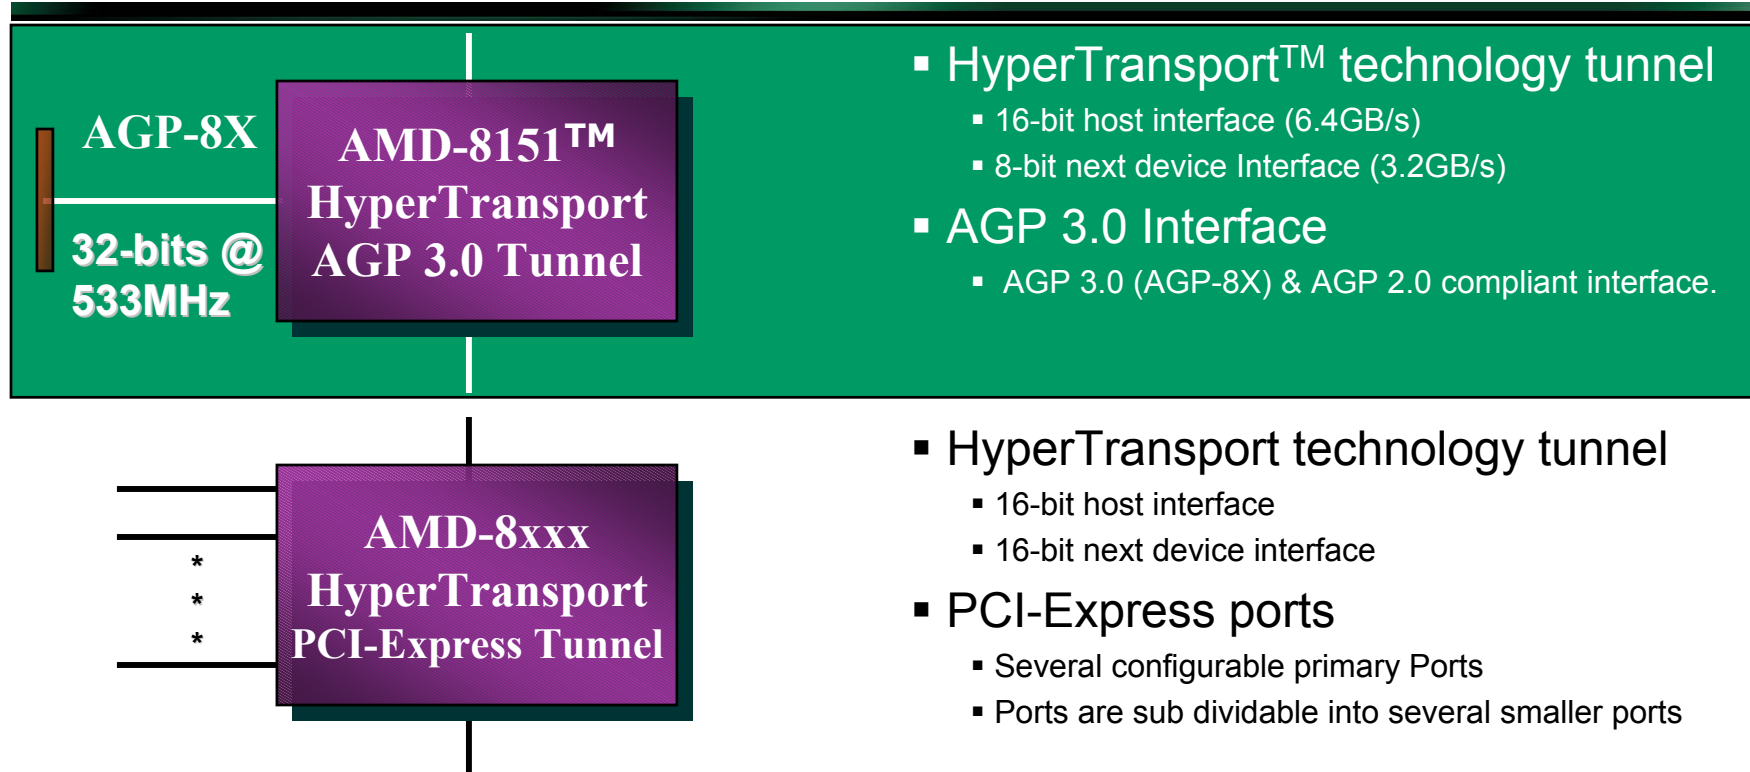 AGP-8X
32-bits @
533MHz
AMD-8151™
HyperTransport
AGP 3.0 Tunnel
▪ HyperTransport™ technology tunnel
▪ 16-bit host interface (6.4GB/s)
▪ 8-bit next device Interface (3.2GB/s)
▪ AGP 3.0 Interface
▪ AGP 3.0 (AGP-8X) & AGP 2.0 compliant interface.
*
*
*
AMD-8xxx
HyperTransport
PCI-Express Tunnel
▪ HyperTransport technology tunnel
▪ 16-bit host interface
▪ 16-bit next device interface
▪ PCI-Express ports
▪ Several configurable primary Ports
▪ Ports are sub dividable into several smaller ports